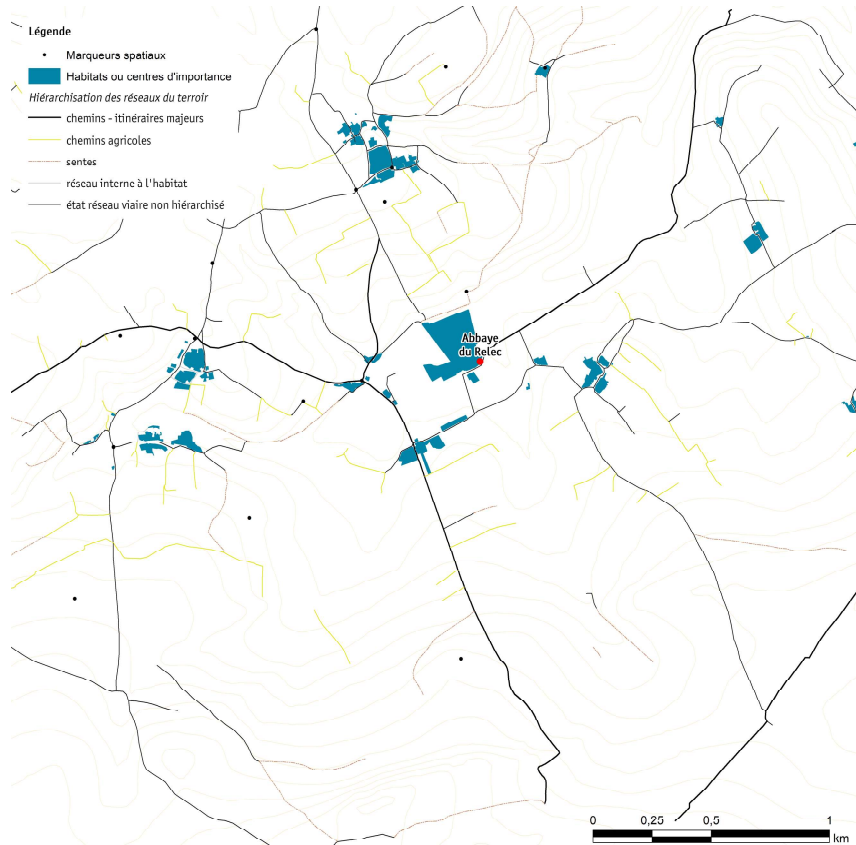 Légende
Marqueurs spatiaux
Habitats ou centres d'importance
Hiérarchisation des réseaux du terroir
chemins - itinéraires majeurs
chemins agricoles
sentes
réseau interne à l'habitat
état réseau viaire non hiérarchisé
Abbaye
du Relec
0 0,25 0,5 1
km